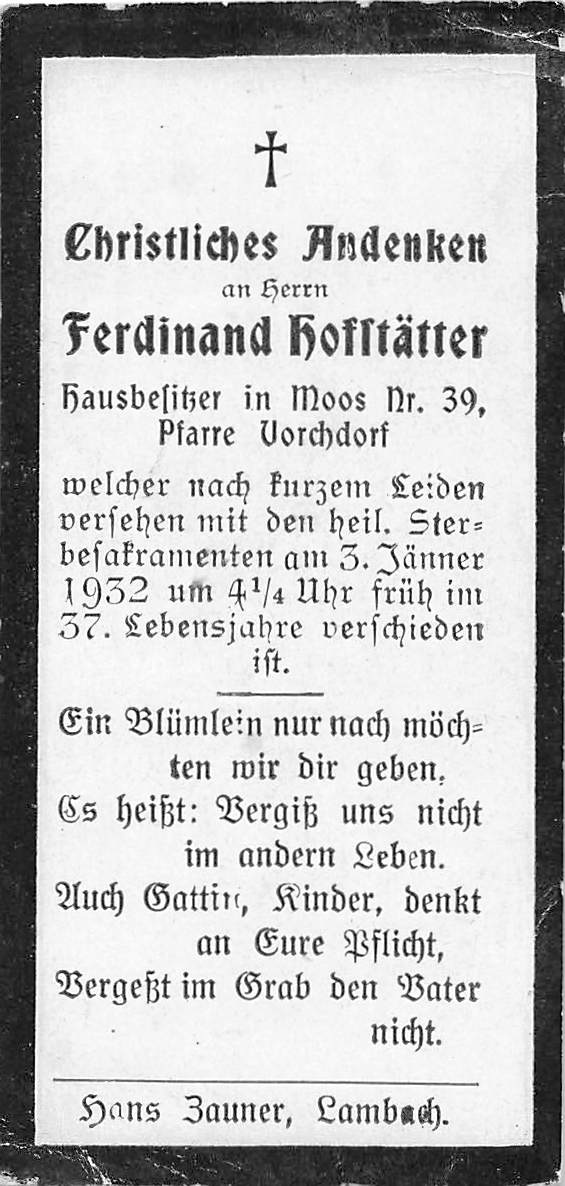 Christliches Andenken
an Herrn
Ferdinand Hofstätter
Hausbesitzer in Moos Nr. 39,
Pfarre Vorchdorf
welcher nach kurzem Leiden
versehen mit den heil. Ster=
besakramenten am 3. Jänner
1932 um 4 1/4 Uhr früh im
37. Lebensjahre verschieden
ist.
Ein Blümlein nur nach möch=
ten wir dir geben,
Es heißt: Vergiß uns nicht
im andern Leben.
Auch Gattin, Kinder, denkt
an Eure Pflicht,
Vergeßt im Grab den Vater
nicht.
Hans Zauner, Lambach.